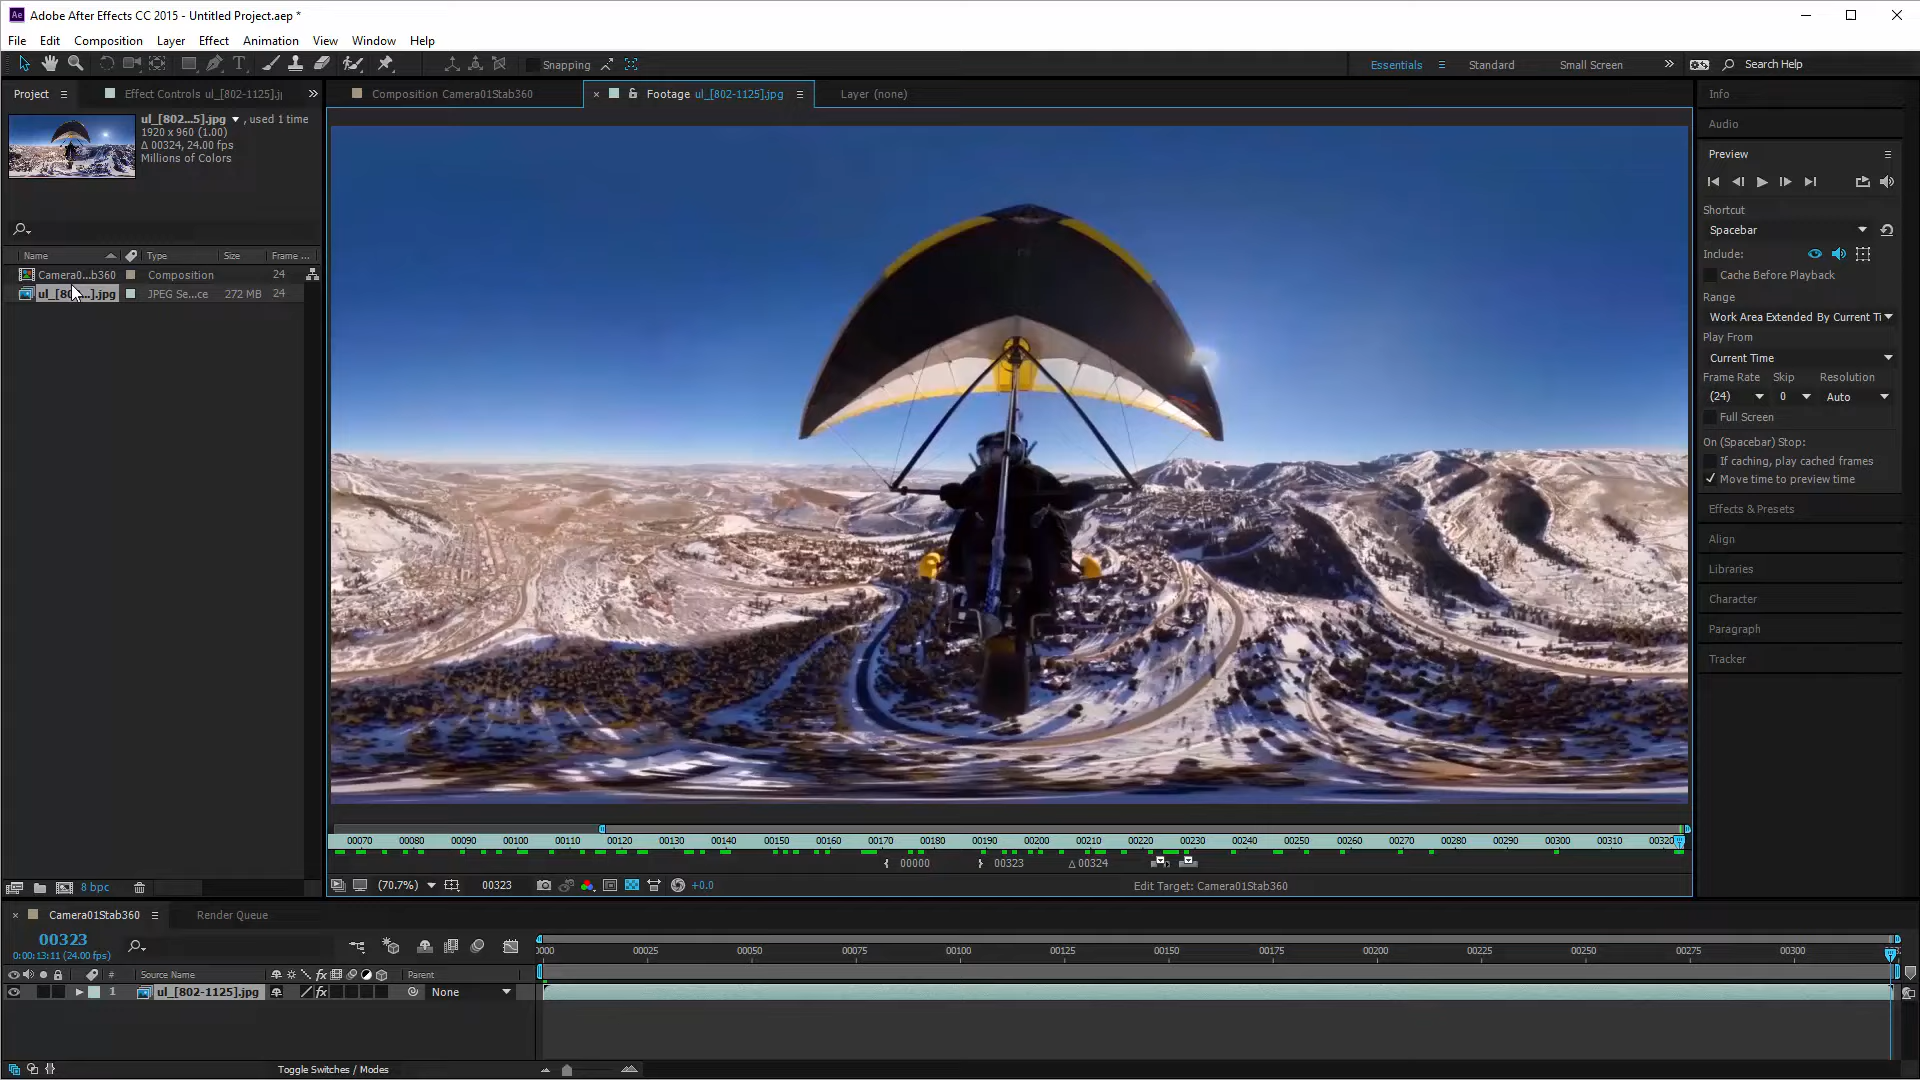 Adobe After Effects CC 2015 - Untitled Project.aep *
File Edit Composition Layer Effect Animation View Window Help
Snapping
Essentials Standard Small Screen Search Help
Project
Effect Controls ul_[802-1125].j
Composition Camera01Stab360
Footage ul_[802-1125].jpg
Layer (none)
ul_[802...5].jpg , used 1 time
1920 x 960 (1.00)
Δ 00324, 24.00 fps
Millions of Colors
Name Type Size Frame ...
Camera0...b360 Composition 24
ul_[80 ...].jpg JPEG Se...ce 272 MB 24
8 bpc
00070 00080 00090 00100 00110 00120 00130 00140 00150 00160 00170 00180 00190 00200 00210 00220 00230 00240 00250 00260 00270 00280 00290 00300 00310 00320
00000 00323 Δ 00324
(70.7%) 00323 +0.0 Edit Target: Camera01Stab360
Info
Audio
Preview
Shortcut
Spacebar
Include:
Cache Before Playback
Range
Work Area Extended By Current Ti
Play From
Current Time
Frame Rate Skip Resolution
(24) 0 Auto
Full Screen
On (Spacebar) Stop:
If caching, play cached frames
Move time to preview time
Effects & Presets
Align
Libraries
Character
Paragraph
Tracker
Camera01Stab360 Render Queue
00323
0:00:13:11 (24.00 fps)
0000 00025 00050 00075 00100 00125 00150 00175 00200 00225 00250 00275 00300
# Source Name fx Parent
1 ul_[802-1125].jpg fx None
Toggle Switches / Modes